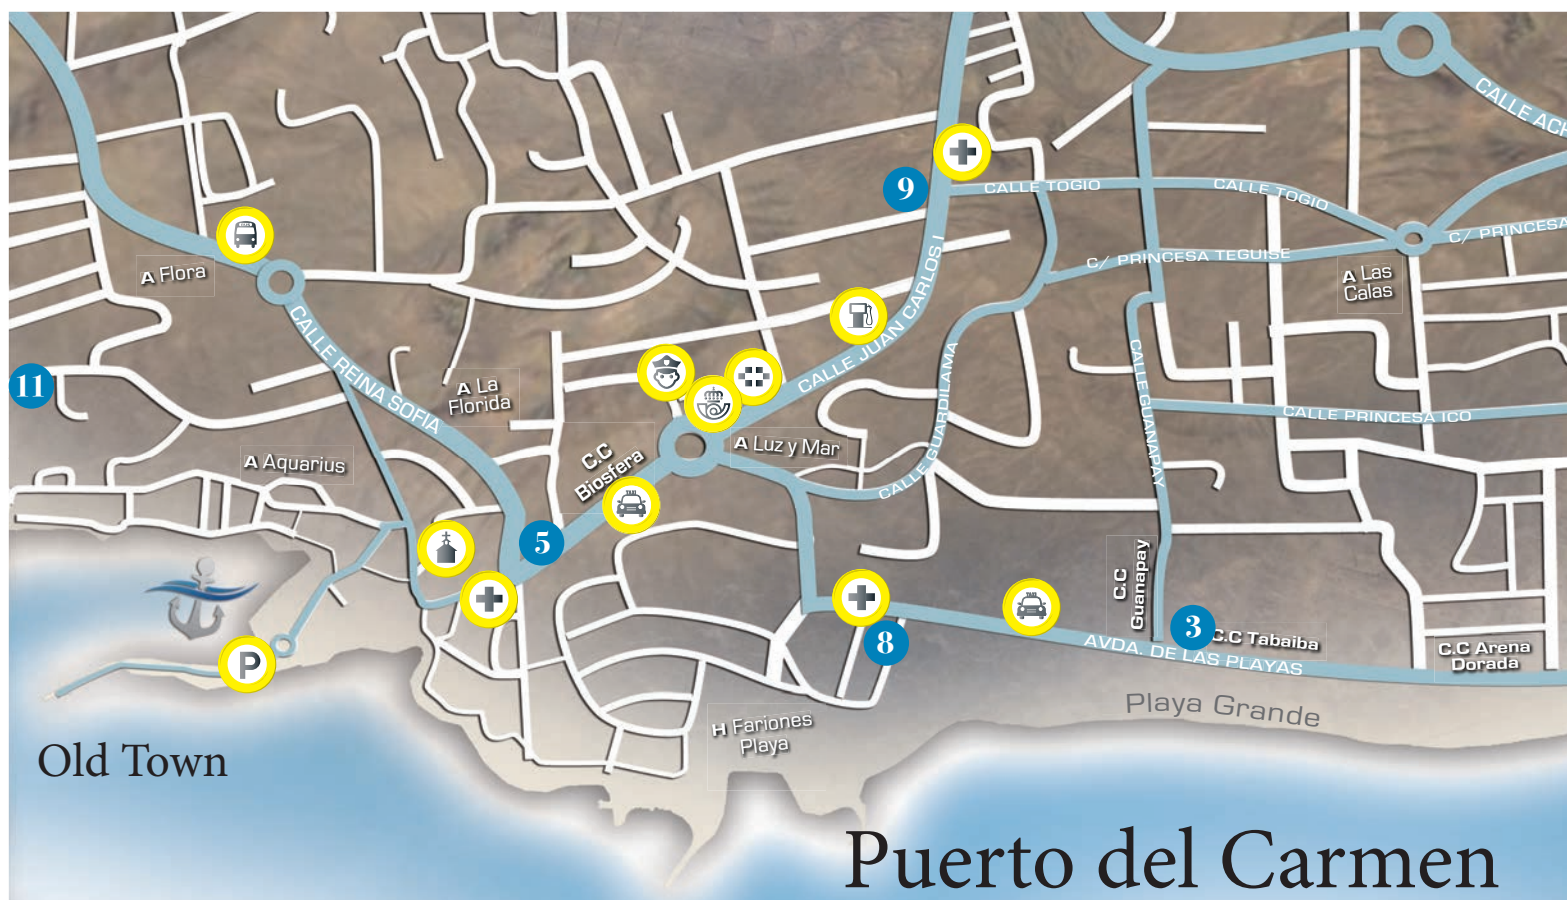 CALLE ACH
9
CALLE TOGIO
CALLE TOGIO
C/ PRINCESA
C/ PRINCESA TEGUISE
A Flora
A Las
Calas
CALLE REINA SOFIA
CALLE JUAN CARLOS I
11
A La
Florida
CALLE GUARDILAMA
CALLE GUANAPAY
CALLE PRINCESA ICO
A Aquarius
C.C
Biosfera
A Luz y Mar
TAXI
5
C.C
Guanapay
TAXI
8
3
C.C Tabaiba
AVDA. DE LAS PLAYAS
C.C Arena
Dorada
P
Playa Grande
H Fariones
Playa
Old Town
Puerto del Carmen